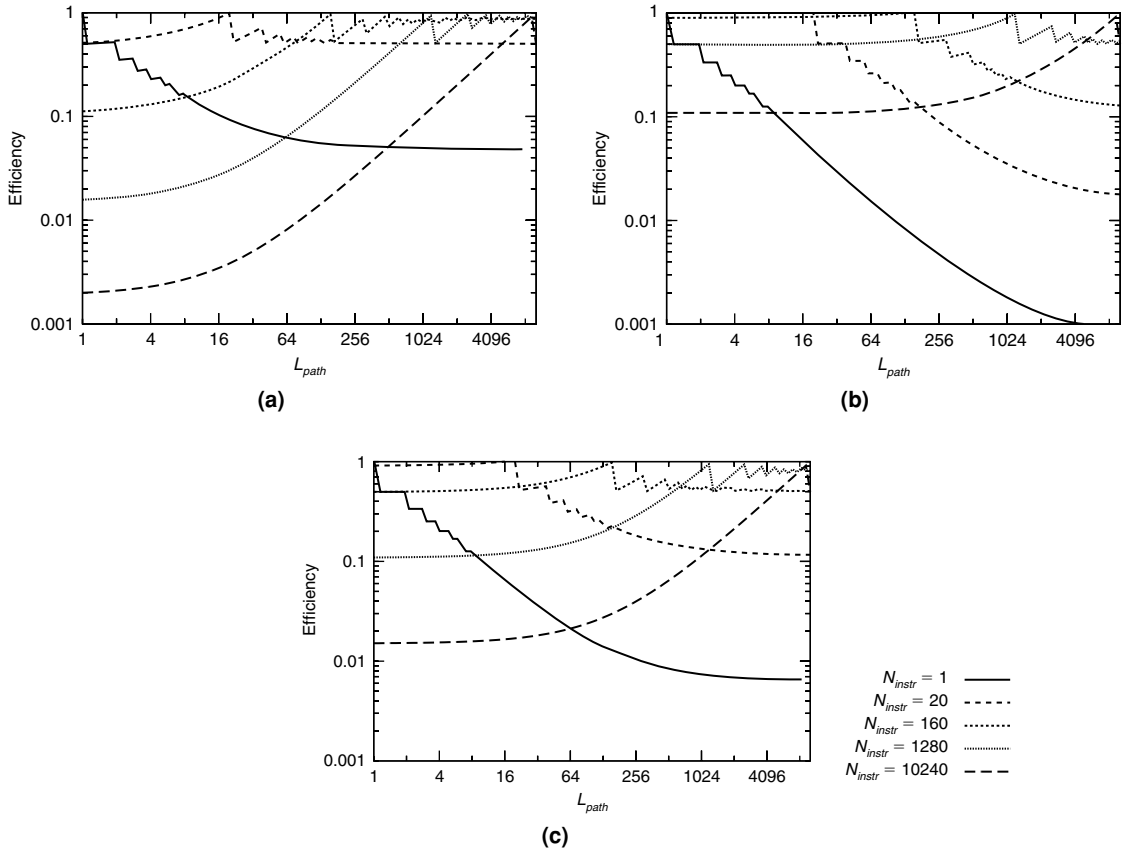 1
0.1
0.01
0.001
Efficiency
1 4 16 64 256 1024 4096
L_path
(a)
1
0.1
0.01
0.001
Efficiency
1 4 16 64 256 1024 4096
L_path
(b)
1
0.1
0.01
0.001
Efficiency
1 4 16 64 256 1024 4096
L_path
(c)
N_instr = 1
N_instr = 20
N_instr = 160
N_instr = 1280
N_instr = 10240